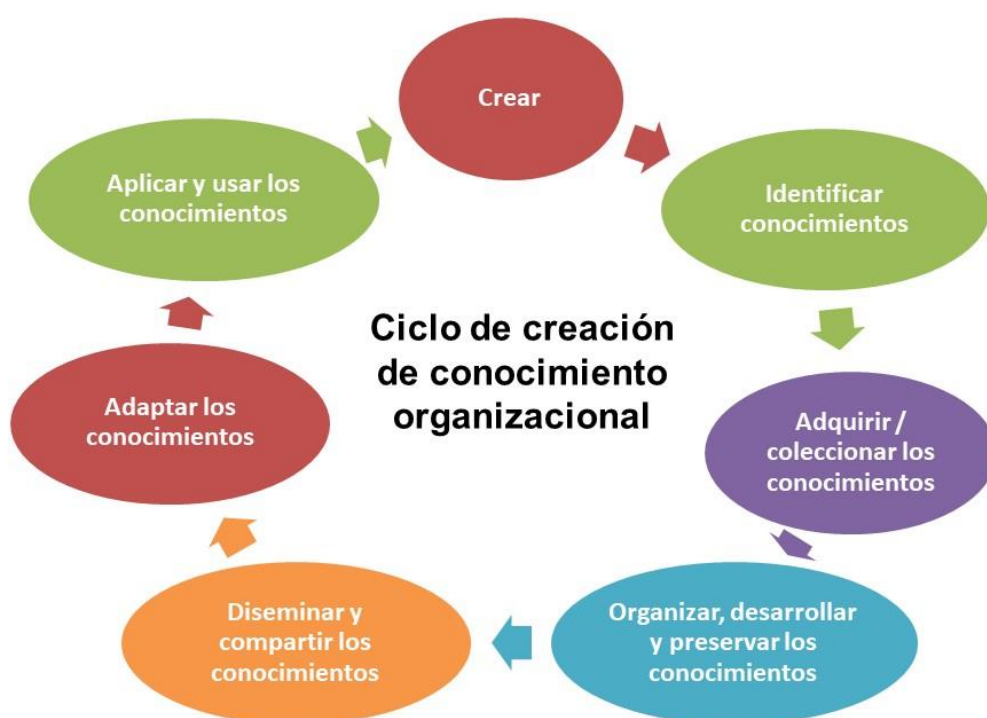 Crear
Identificar
conocimientos
Adquirir /
coleccionar los
conocimientos
Organizar, desarrollar
y preservar los
conocimientos
Diseminar y
compartir los
conocimientos
Adaptar los
conocimientos
Aplicar y usar los
conocimientos
Ciclo de creación
de conocimiento
organizacional